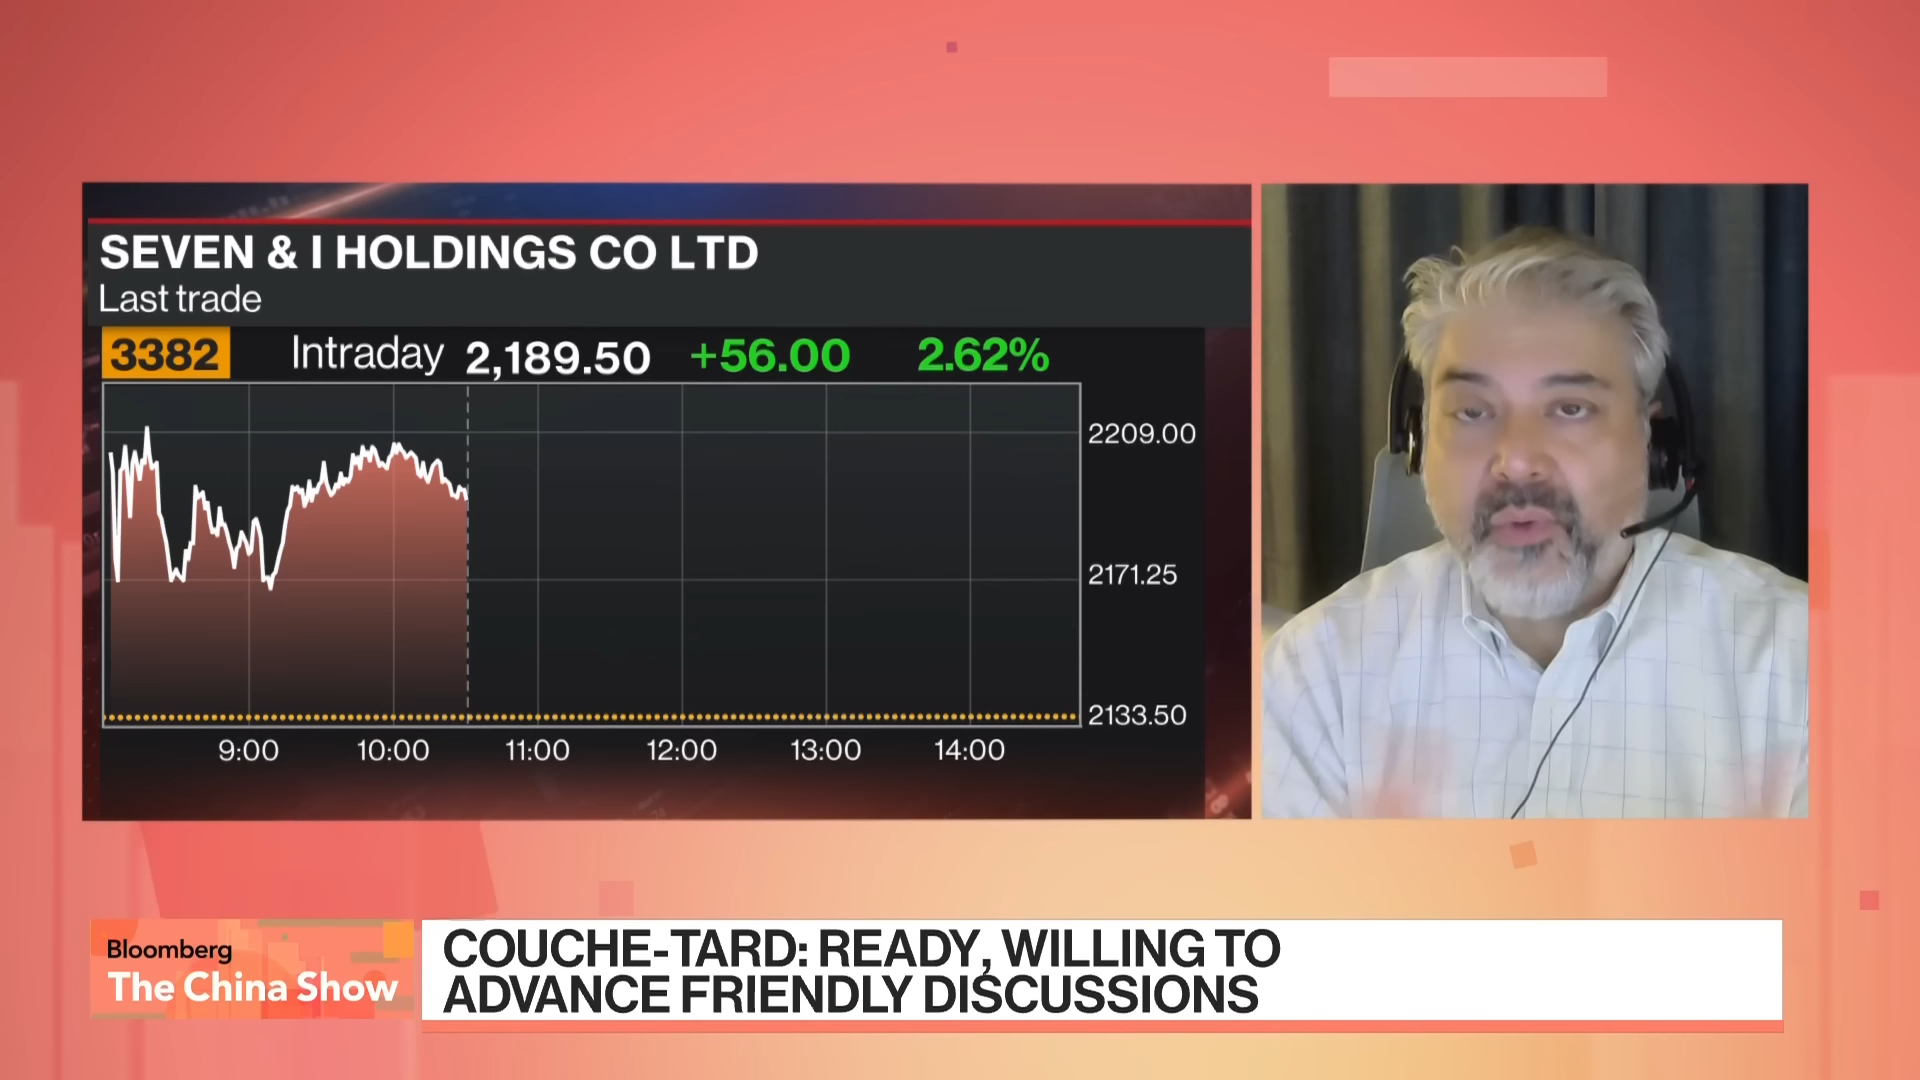 SEVEN & I HOLDINGS CO LTD
Last trade
3382 Intraday 2,189.50 +56.00 2.62%
2209.00
2171.25
2133.50
9:00 10:00 11:00 12:00 13:00 14:00
Bloomberg
The China Show
COUCHE-TARD: READY, WILLING TO
ADVANCE FRIENDLY DISCUSSIONS